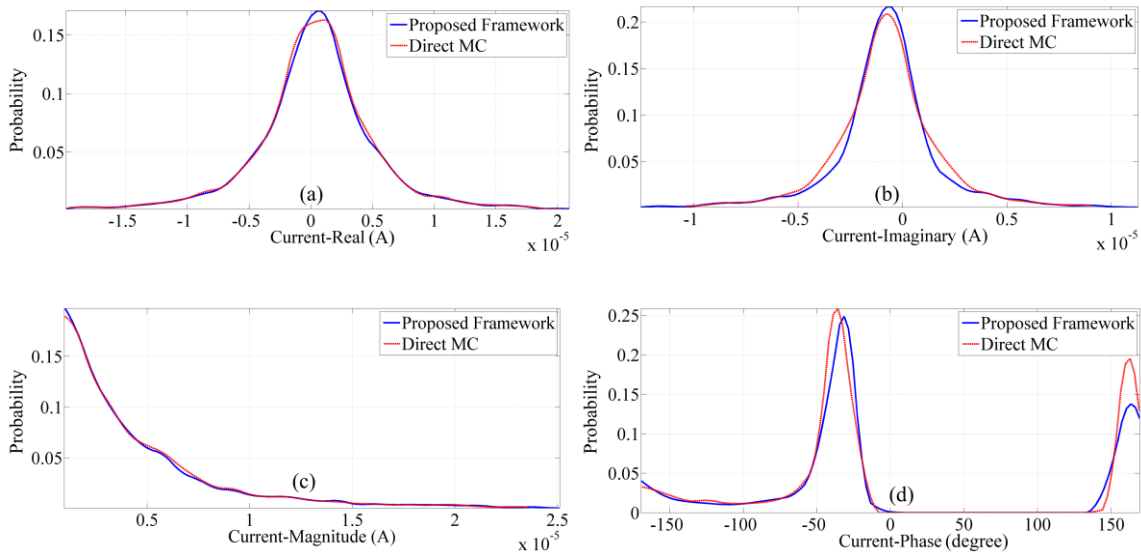 Proposed Framework
Direct MC
0.15
0.1
0.05
Probability
(a)
-1.5 -1 -0.5 0 0.5 1 1.5 2
Current-Real (A)
x 10⁻⁵
Proposed Framework
Direct MC
0.2
0.15
0.1
0.05
Probability
(b)
-1 -0.5 0 0.5 1
Current-Imaginary (A)
x 10⁻⁵
Proposed Framework
Direct MC
0.15
0.1
0.05
Probability
(c)
0.5 1 1.5 2 2.5
Current-Magnitude (A)
x 10⁻⁵
Proposed Framework
Direct MC
0.25
0.2
0.15
0.1
0.05
0
Probability
(d)
-150 -100 -50 0 50 100 150
Current-Phase (degree)